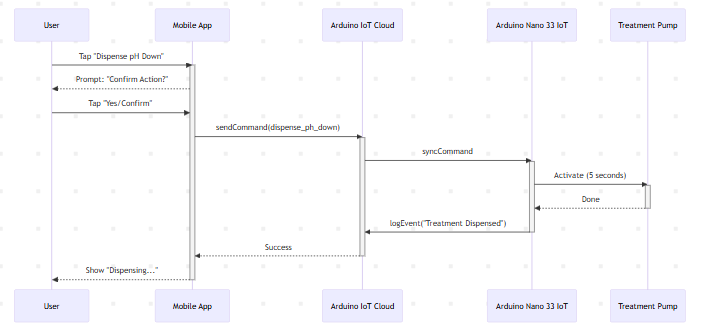 User Mobile App Arduino IoT Cloud Arduino Nano 33 IoT Treatment Pump
Tap "Dispense pH Down"
Prompt: "Confirm Action?"
Tap "Yes/Confirm"
sendCommand(dispense_ph_down)
syncCommand
Activate (5 seconds)
Done
logEvent("Treatment Dispensed")
Success
Show "Dispensing..."
User Mobile App Arduino IoT Cloud Arduino Nano 33 IoT Treatment Pump